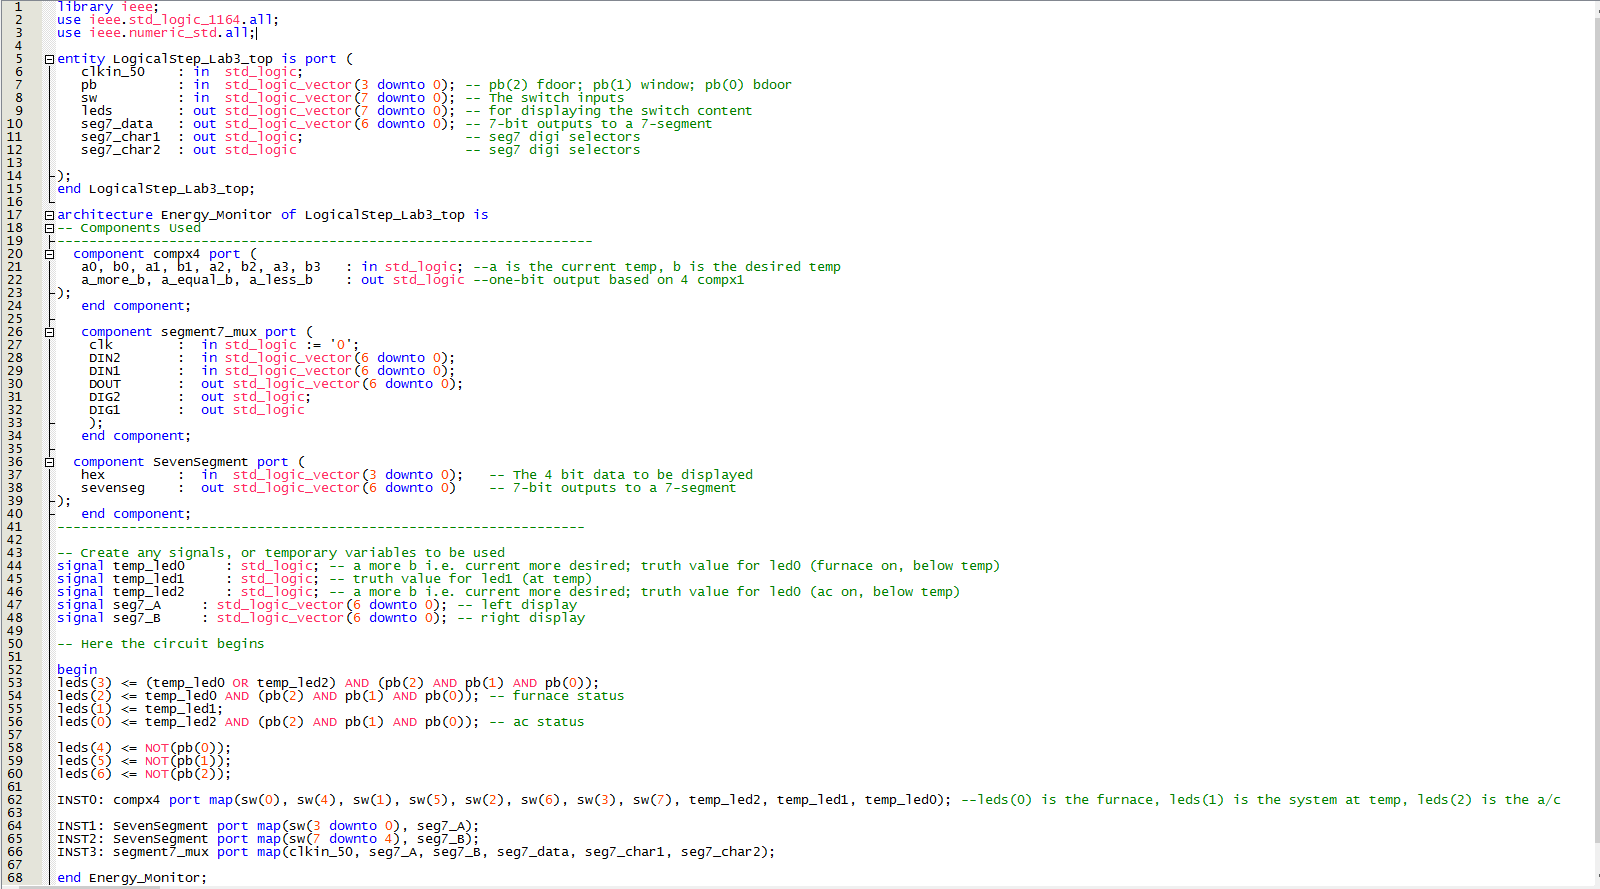 1 library ieee;
2 use ieee.std_logic_1164.all;
3 use ieee.numeric_std.all;
4
5 entity LogicalStep_Lab3_top is port (
6 clkin_50 : in std_logic;
7 pb : in std_logic_vector(3 downto 0); -- pb(2) fdoor; pb(1) window; pb(0) bdoor
8 sw : in std_logic_vector(7 downto 0); -- The switch inputs
9 leds : out std_logic_vector(7 downto 0); -- for displaying the switch content
10 seg7_data : out std_logic_vector(6 downto 0); -- 7-bit outputs to a 7-segment
11 seg7_char1 : out std_logic; -- seg7 digi selectors
12 seg7_char2 : out std_logic -- seg7 digi selectors
13
14 );
15 end LogicalStep_Lab3_top;
16
17 architecture Energy_Monitor of LogicalStep_Lab3_top is
18 -- Components Used
19 -------------------------------------------------------------------
20 component compx4 port (
21 a0, b0, a1, b1, a2, b2, a3, b3 : in std_logic; --a is the current temp, b is the desired temp
22 a_more_b, a_equal_b, a_less_b : out std_logic --one-bit output based on 4 compx1
23 );
24 end component;
25
26 component segment7_mux port (
27 clk : in std_logic := '0';
28 DIN2 : in std_logic_vector(6 downto 0);
29 DIN1 : in std_logic_vector(6 downto 0);
30 DOUT : out std_logic_vector(6 downto 0);
31 DIG2 : out std_logic;
32 DIG1 : out std_logic
33 );
34 end component;
35
36 component SevenSegment port (
37 hex : in std_logic_vector(3 downto 0); -- The 4 bit data to be displayed
38 sevenseg : out std_logic_vector(6 downto 0) -- 7-bit outputs to a 7-segment
39 );
40 end component;
41 ------------------------------------------------------------------
42
43 -- Create any signals, or temporary variables to be used
44 signal temp_led0 : std_logic; -- a more b i.e. current more desired; truth value for led0 (furnace on, below temp)
45 signal temp_led1 : std_logic; -- truth value for led1 (at temp)
46 signal temp_led2 : std_logic; -- a more b i.e. current more desired; truth value for led0 (ac on, below temp)
47 signal seg7_A : std_logic_vector(6 downto 0); -- left display
48 signal seg7_B : std_logic_vector(6 downto 0); -- right display
49
50 -- Here the circuit begins
51
52 begin
53 leds(3) <= (temp_led0 OR temp_led2) AND (pb(2) AND pb(1) AND pb(0));
54 leds(2) <= temp_led0 AND (pb(2) AND pb(1) AND pb(0)); -- furnace status
55 leds(1) <= temp_led1;
56 leds(0) <= temp_led2 AND (pb(2) AND pb(1) AND pb(0)); -- ac status
57
58 leds(4) <= NOT(pb(0));
59 leds(5) <= NOT(pb(1));
60 leds(6) <= NOT(pb(2));
61
62 INST0: compx4 port map(sw(0), sw(4), sw(1), sw(5), sw(2), sw(6), sw(3), sw(7), temp_led2, temp_led1, temp_led0); --leds(0) is the furnace, leds(1) is the system at temp, leds(2) is the a/c
63
64 INST1: SevenSegment port map(sw(3 downto 0), seg7_A);
65 INST2: SevenSegment port map(sw(7 downto 4), seg7_B);
66 INST3: segment7_mux port map(clkin_50, seg7_A, seg7_B, seg7_data, seg7_char1, seg7_char2);
67
68 end Energy_Monitor;